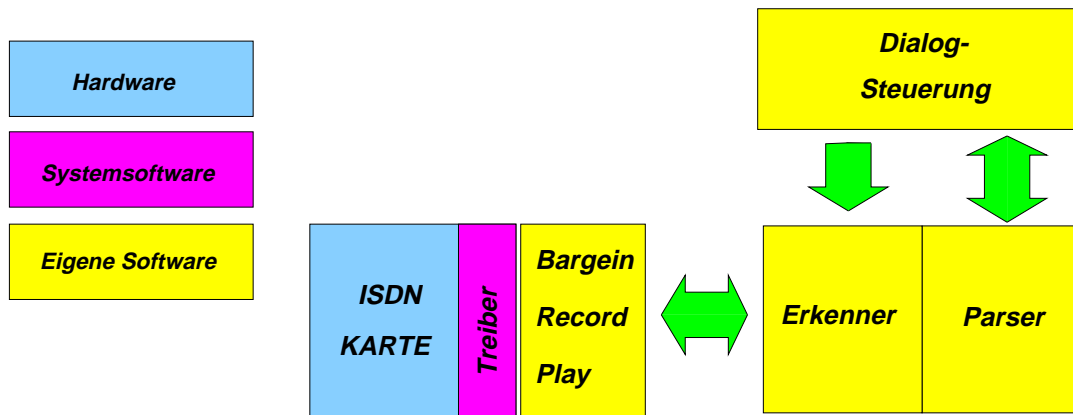 Hardware
Systemsoftware
Eigene Software
ISDN
KARTE
Treiber
Bargein
Record
Play
Dialog-
Steuerung
Erkenner
Parser